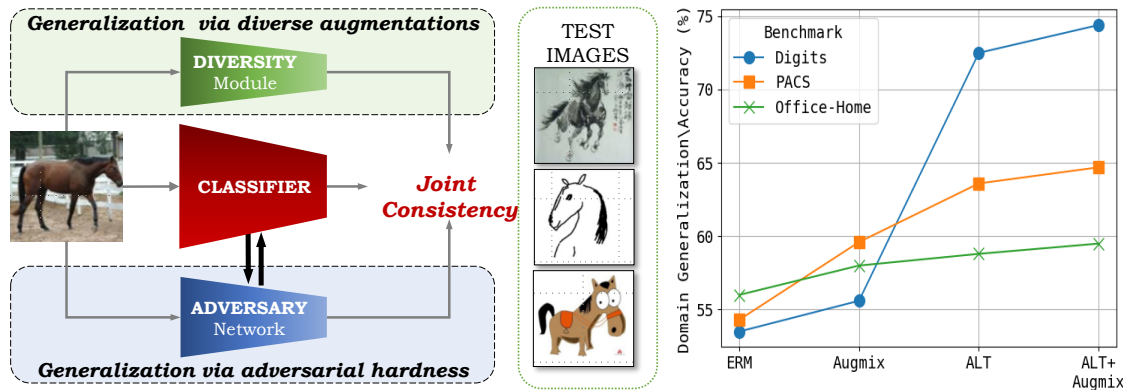 Generalization via diverse augmentations
DIVERSITY
Module
CLASSIFIER
Joint
Consistency
ADVERSARY
Network
Generalization via adversarial hardness
TEST
IMAGES
Domain Generalization\Accuracy (%)
75
70
65
60
55
Benchmark
Digits
PACS
Office-Home
ERM
Augmix
ALT
ALT+
Augmix